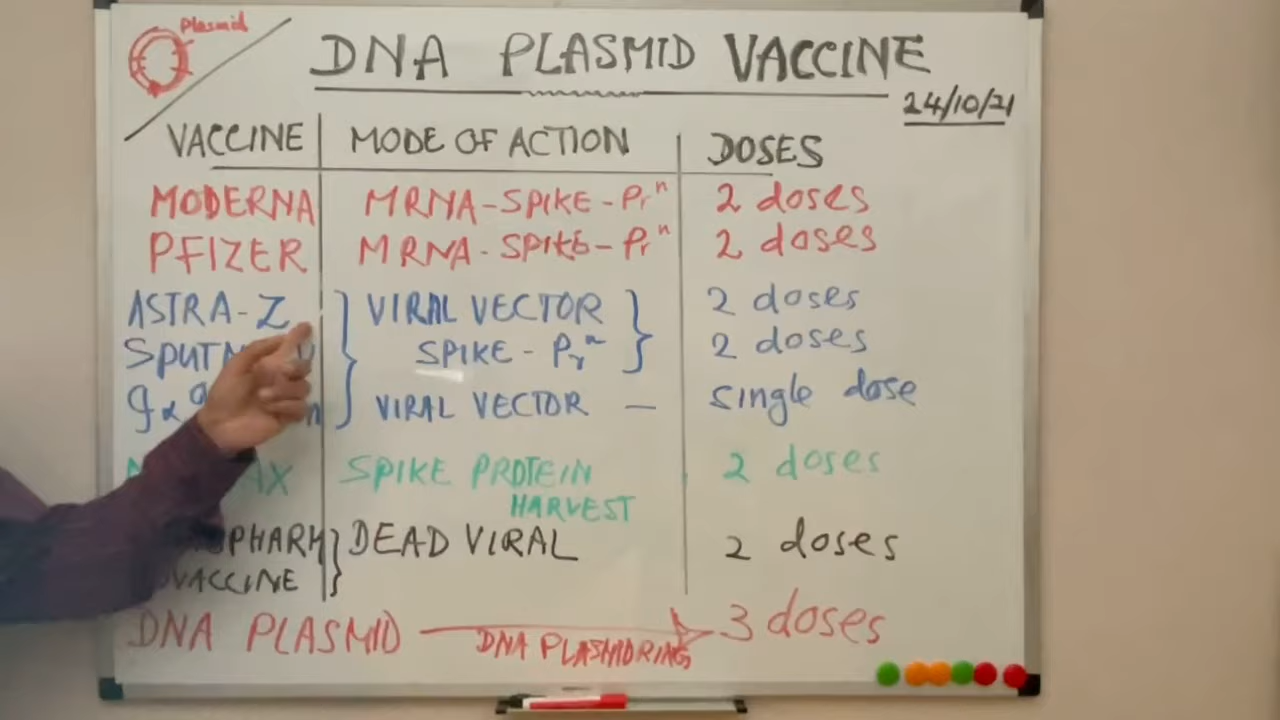 Plasmid
DNA PLASMID VACCINE
24/10/21
VACCINE MODE OF ACTION DOSES
MODERNA MRNA-SPIKE-Prⁿ 2 doses
PFIZER MRNA-SPIKE-Prⁿ 2 doses
ASTRA-Z VIRAL VECTOR 2 doses
SPIKE-Prⁿ 2 doses
VIRAL VECTOR — single dose
SPIKE PROTEIN 2 doses
HARVEST
DEAD VIRAL 2 doses
VACCINE
DNA PLASMID 3 doses
DNA PLASMID RING